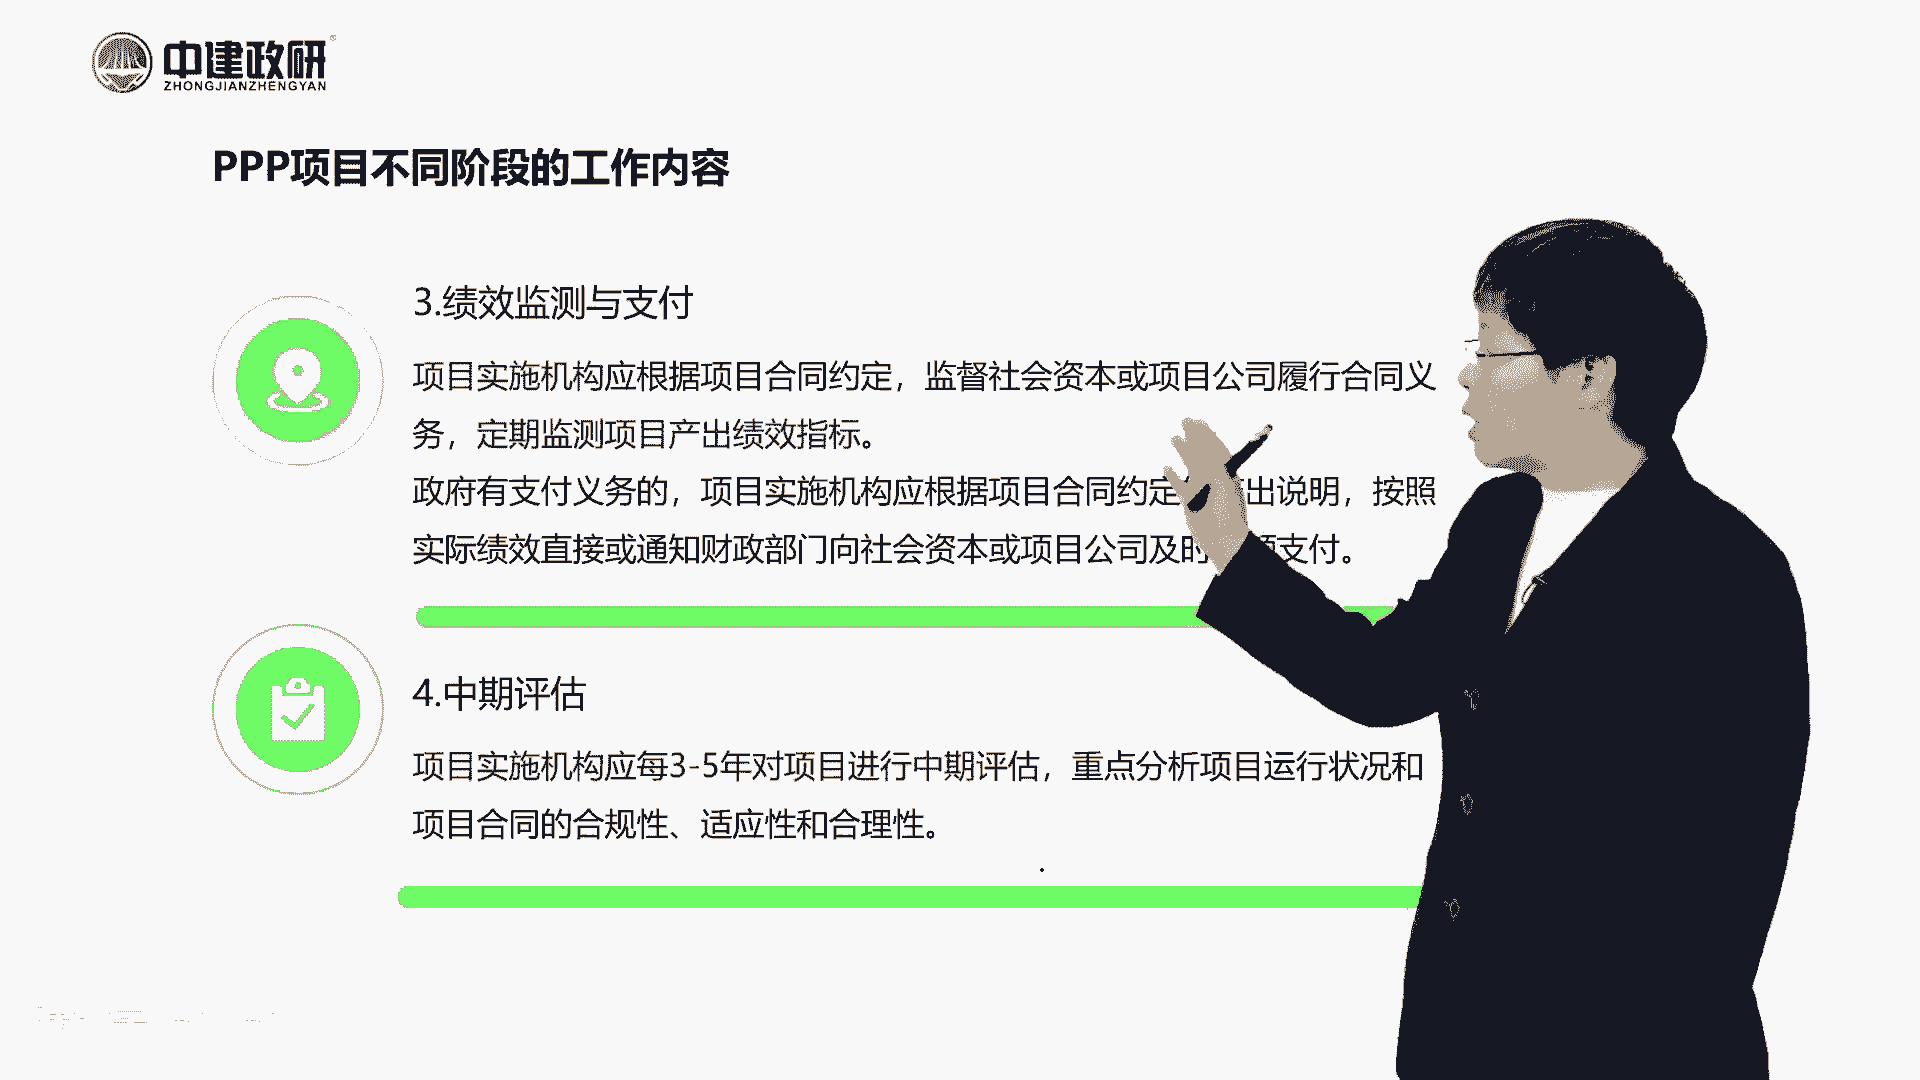 中建政研
ZHONGJIANZHENGYAN
PPP项目不同阶段的工作内容
3.绩效监测与支付
项目实施机构应根据项目合同约定，监督社会资本或项目公司履行合同义
务，定期监测项目产出绩效指标。
政府有支付义务的，项目实施机构应根据项目合同约定 出说明，按照
实际绩效直接或通知财政部门向社会资本或项目公司及时 支付。
4.中期评估
项目实施机构应每3-5年对项目进行中期评估，重点分析项目运行状况和
项目合同的合规性、适应性和合理性。